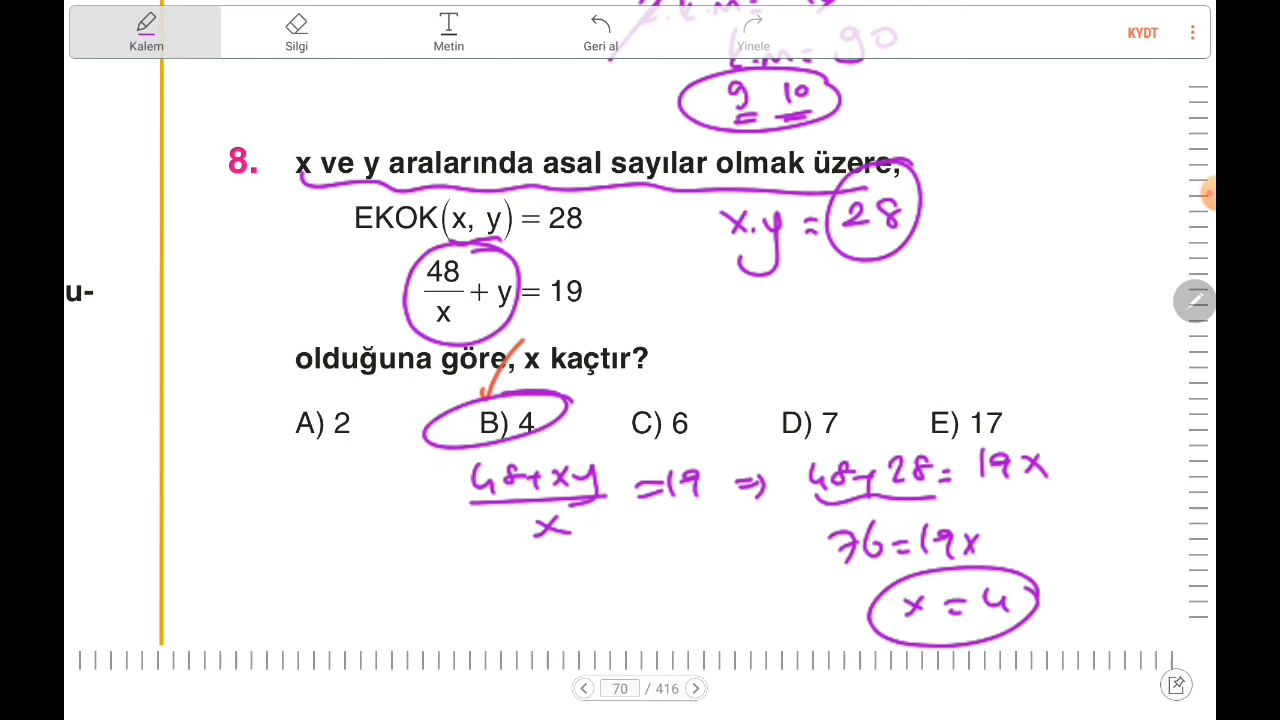 Kalem Silgi Metin Geri al Yinele KYDT
k.m = 90
9 10
8. x ve y aralarında asal sayılar olmak üzere,
EKOK(x, y) = 28
x.y = 28
48/x + y = 19
u-
olduğuna göre, x kaçtır?
A) 2 B) 4 C) 6 D) 7 E) 17
48+xy/x = 19 ⇒ 48+28 = 19x
76 = 19x
x = 4
70 / 416